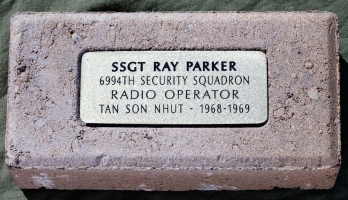 SSGT RAY PARKER
6994TH SECURITY SQUADRON
RADIO OPERATOR
TAN SON NHUT - 1968-1969